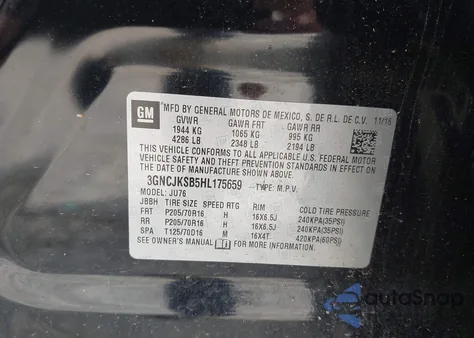 GM
*MFD BY GENERAL MOTORS DE MEXICO, S. DE R.L. DE C.V. 11/16
GVWR GAWR FRT GAWR RR
1944 KG 1065 KG 995 KG
4286 LB 2348 LB 2194 LB
THIS VEHICLE CONFORMS TO ALL APPLICABLE U.S. FEDERAL MOTOR
VEHICLE SAFETY AND THEFT PREVENTION STANDARDS IN EFFECT ON
THE DATE OF MANUFACTURE SHOWN ABOVE.
3GNCJKSB5HL175659 TYPE: M.P.V.
MODEL: JU76
JBBH TIRE SIZE SPEED RTG RIM COLD TIRE PRESSURE
FRT P205/70R16 H 16X6.5J 240KPA(35PSI)
RR P205/70R16 H 16X6.5J 240KPA(35PSI)
SPA T125/70D16 M 16X4T 420KPA(60PSI)
SEE OWNER'S MANUAL FOR MORE INFORMATION
autoSnap